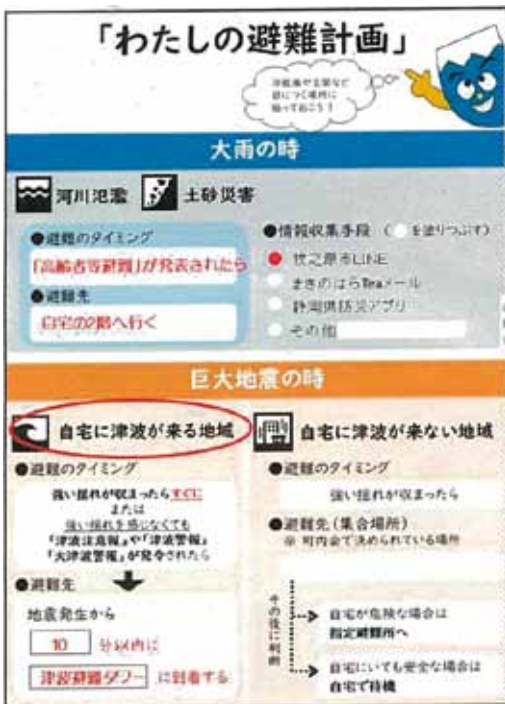 「わたしの避難計画」
冷蔵庫や玄関など
目につく場所に
貼っておこう！
大雨の時
河川氾濫
土砂災害
●避難のタイミング
「高齢者等避難」が発表されたら
●避難先
自宅の2階へ行く
●情報収集手段 （ を塗りつぶす）
牧之原市LINE
まきのはらTeaメール
静岡県防災アプリ
その他
巨大地震の時
自宅に津波が来る地域
●避難のタイミング
強い揺れが収まったらすぐに
または
強い揺れを感じなくても
「津波注意報」や「津波警報」
「大津波警報」が発令されたら
●避難先
地震発生から
10 分以内に
津波避難タワー に到着する
自宅に津波が来ない地域
●避難のタイミング
強い揺れが収まったら
●避難先（集合場所）
※ 町内会で決められている場所
その後に判断
自宅が危険な場合は
指定避難所へ
自宅にいても安全な場合は
自宅で待機